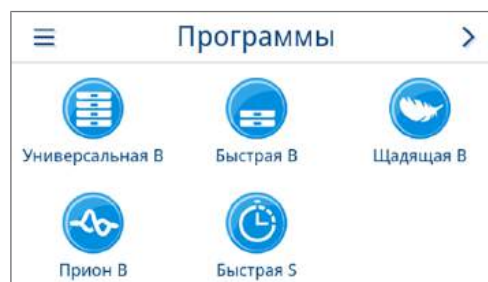 Программы
Универсальная B
Быстрая B
Щадящая B
Прион B
Быстрая S